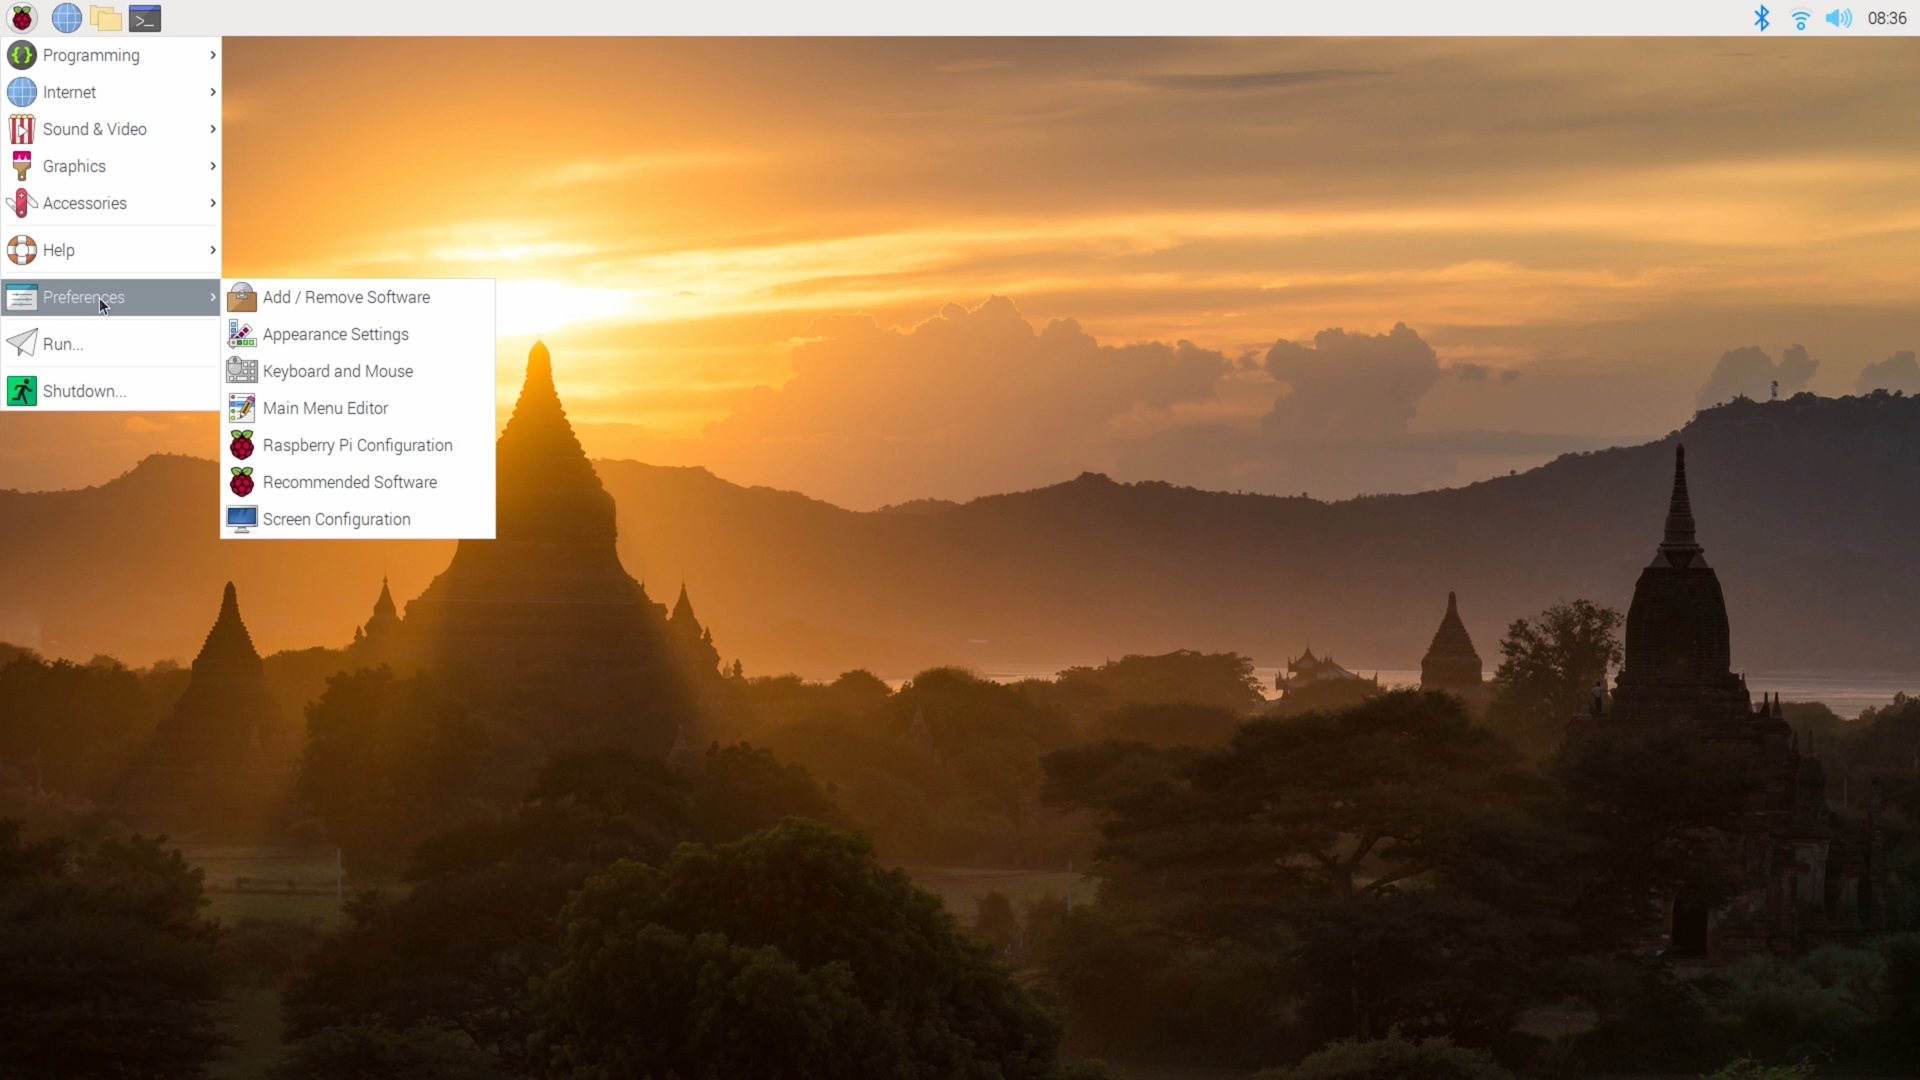 >_
08:36
Programming
Internet
Sound & Video
Graphics
Accessories
Help
Preferences
Run...
Shutdown...
Add / Remove Software
Appearance Settings
Keyboard and Mouse
Main Menu Editor
Raspberry Pi Configuration
Recommended Software
Screen Configuration